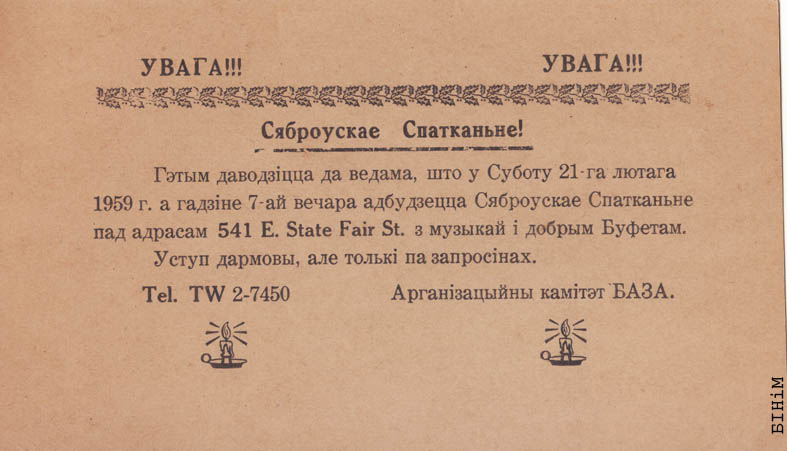 УВАГА!!! УВАГА!!!
Сяброускае Спатканьне!
Гэтым даводзіцца да ведама, што у Суботу 21-га лютага
1959 г. а гадзіне 7-ай вечара адбудзецца Сяброускае Спатканьне
пад адрасам 541 E. State Fair St. з музыкай і добрым Буфетам.
Уступ дармовы, але толькі па запросінах.
Tel. TW 2-7450 Арганізацыйны камітэт БАЗА.
БІНіМ